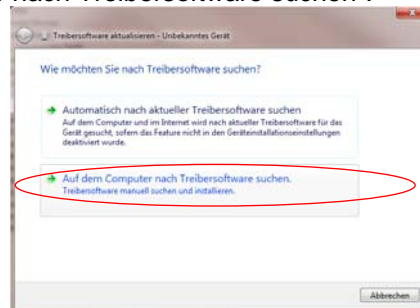 nach Treibersoftware suchen".
Treibersoftware aktualisieren - Unbekanntes Gerät
Wie möchten Sie nach Treibersoftware suchen?
Automatisch nach aktueller Treibersoftware suchen
Auf dem Computer und im Internet wird nach aktueller Treibersoftware für das
Gerät gesucht, sofern das Feature nicht in den Geräteinstallationseinstellungen
deaktiviert wurde.
Auf dem Computer nach Treibersoftware suchen.
Treibersoftware manuell suchen und installieren.
Abbrechen